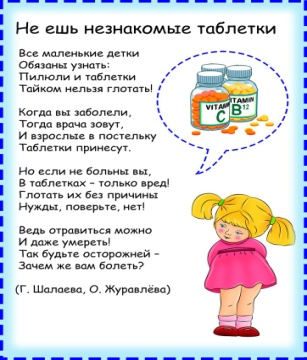 Не ешь незнакомые таблетки
Все маленькие детки
Обязаны узнать:
Пилюли и таблетки
Тайком нельзя глотать!
Когда вы заболели,
Тогда врача зовут,
И взрослые в постельку
Таблетки принесут.
Но если не больны вы,
В таблетках – только вред!
Глотать их без причины
Нужды, поверьте, нет!
Ведь отравиться можно
И даже умереть!
Так будьте осторожней –
Зачем же вам болеть?
(Г. Шалаева, О. Журавлёва)
VITAMIN
C
VITAMIN
B12